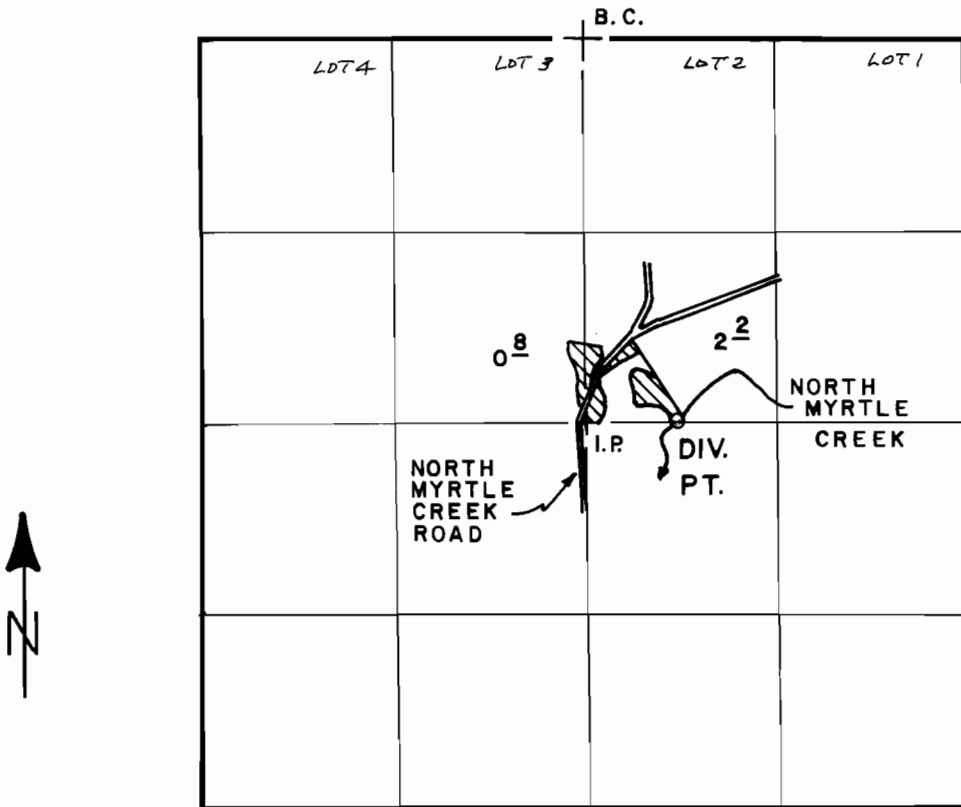 B.C.
LOT 4
LOT 3
LOT 2
LOT 1
0 8
2 2
NORTH
MYRTLE
CREEK
I.P.
DIV.
PT.
NORTH
MYRTLE
CREEK
ROAD
N